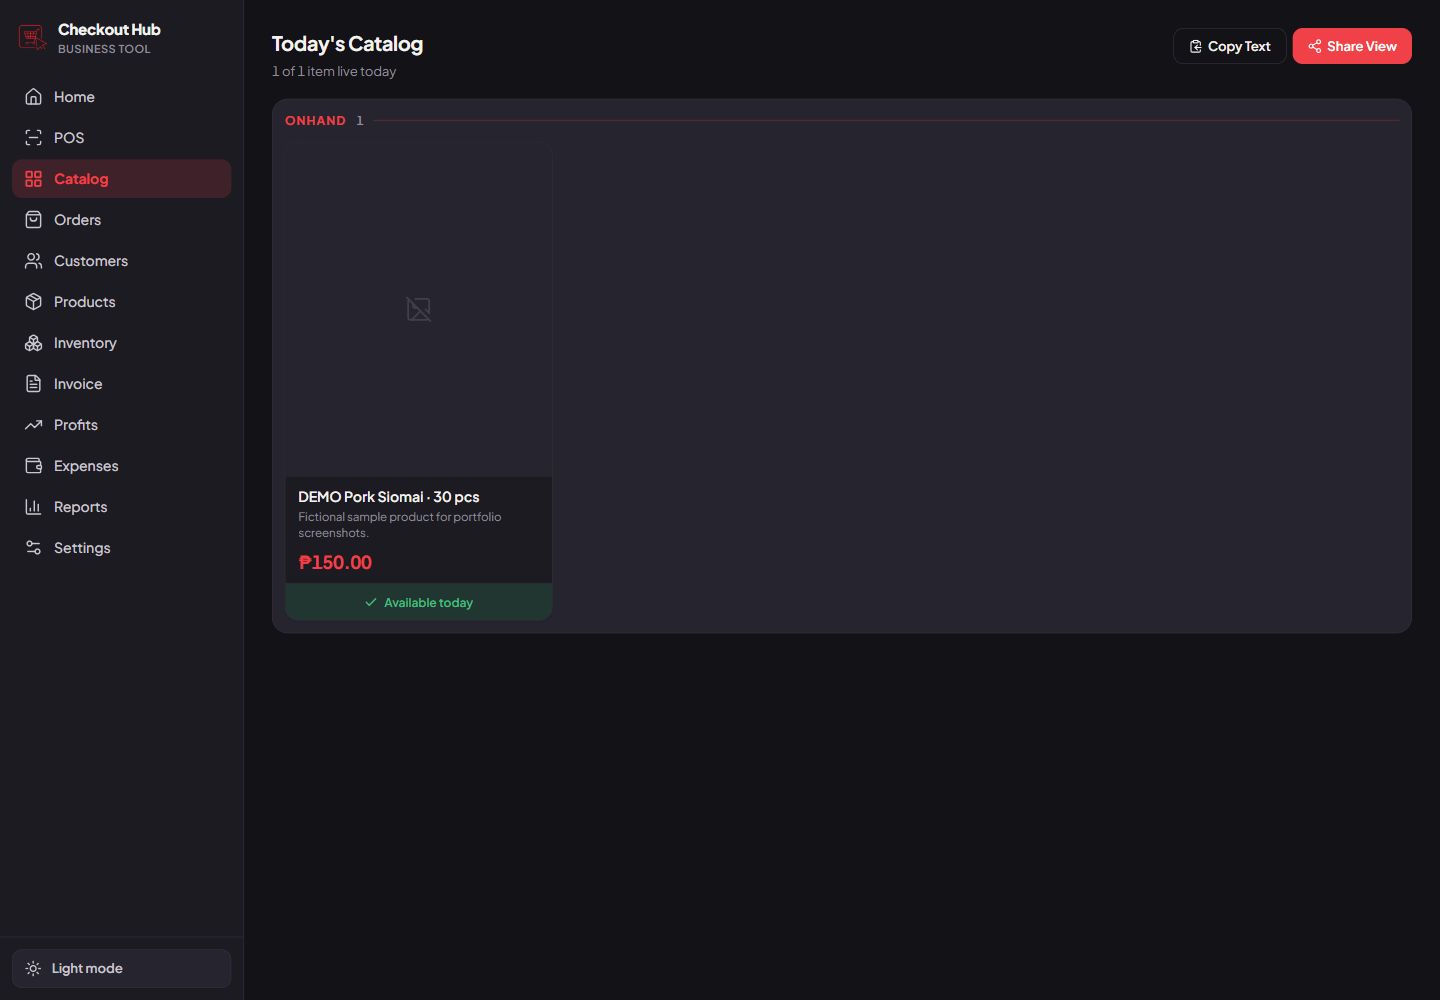 Checkout Hub
BUSINESS TOOL
Home
POS
Catalog
Orders
Customers
Products
Inventory
Invoice
Profits
Expenses
Reports
Settings
Light mode
Today's Catalog
1 of 1 item live today
Copy Text
Share View
ONHAND 1
DEMO Pork Siomai · 30 pcs
Fictional sample product for portfolio
screenshots.
₱150.00
Available today